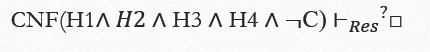 CNF(H1∧ H2 ∧ H3 ∧ H4 ∧ ¬C) ⊢Res?□